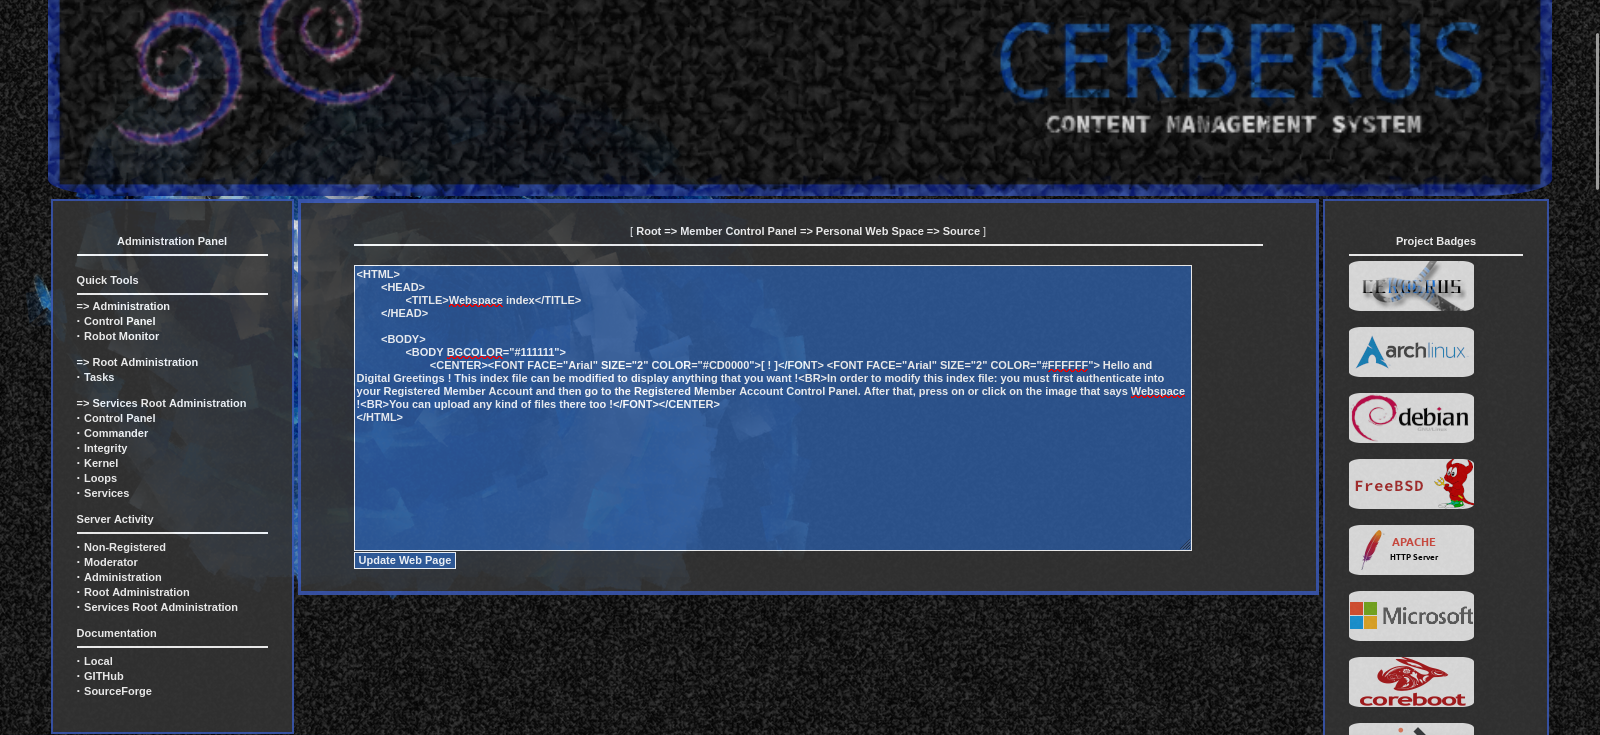 CERBERUS
CONTENT MANAGEMENT SYSTEM
Administration Panel
Quick Tools
=> Administration
· Control Panel
· Robot Monitor
=> Root Administration
· Tasks
=> Services Root Administration
· Control Panel
· Commander
· Integrity
· Kernel
· Loops
· Services
Server Activity
· Non-Registered
· Moderator
· Administration
· Root Administration
· Services Root Administration
Documentation
· Local
· GITHub
· SourceForge
[ Root => Member Control Panel => Personal Web Space => Source ]
<HTML>
<HEAD>
<TITLE>Webspace index</TITLE>
</HEAD>
<BODY>
<BODY BGCOLOR="#111111">
<CENTER><FONT FACE="Arial" SIZE="2" COLOR="#CD0000">[ ! ]</FONT> <FONT FACE="Arial" SIZE="2" COLOR="#FFFFFF"> Hello and
Digital Greetings ! This index file can be modified to display anything that you want !<BR>In order to modify this index file: you must first authenticate into
your Registered Member Account and then go to the Registered Member Account Control Panel. After that, press on or click on the image that says Webspace
!<BR>You can upload any kind of files there too !</FONT></CENTER>
</HTML>
Update Web Page
Project Badges
CERBERUS
archlinux
debian
FreeBSD
APACHE
HTTP Server
Microsoft
coreboot